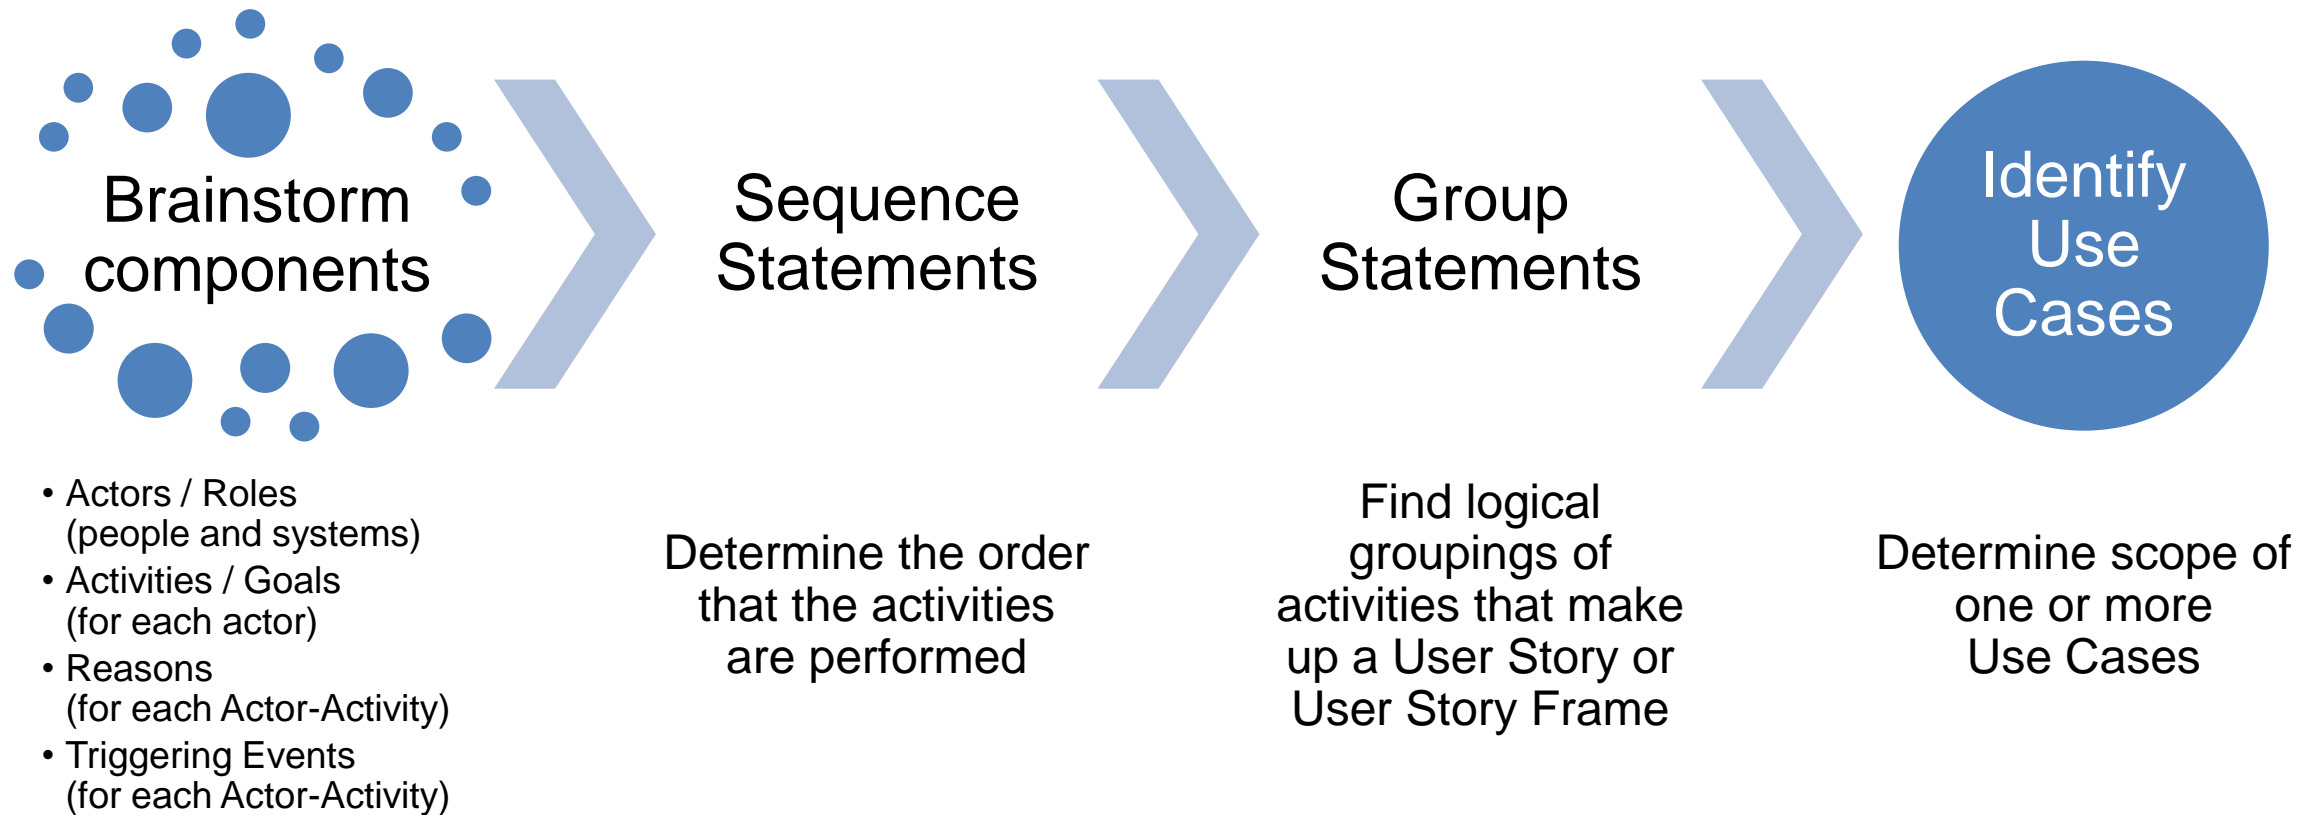 Brainstorm
components
• Actors / Roles
(people and systems)
• Activities / Goals
(for each actor)
• Reasons
(for each Actor-Activity)
• Triggering Events
(for each Actor-Activity)
Sequence
Statements
Determine the order
that the activities
are performed
Group
Statements
Find logical
groupings of
activities that make
up a User Story or
User Story Frame
Identify
Use
Cases
Determine scope of
one or more
Use Cases